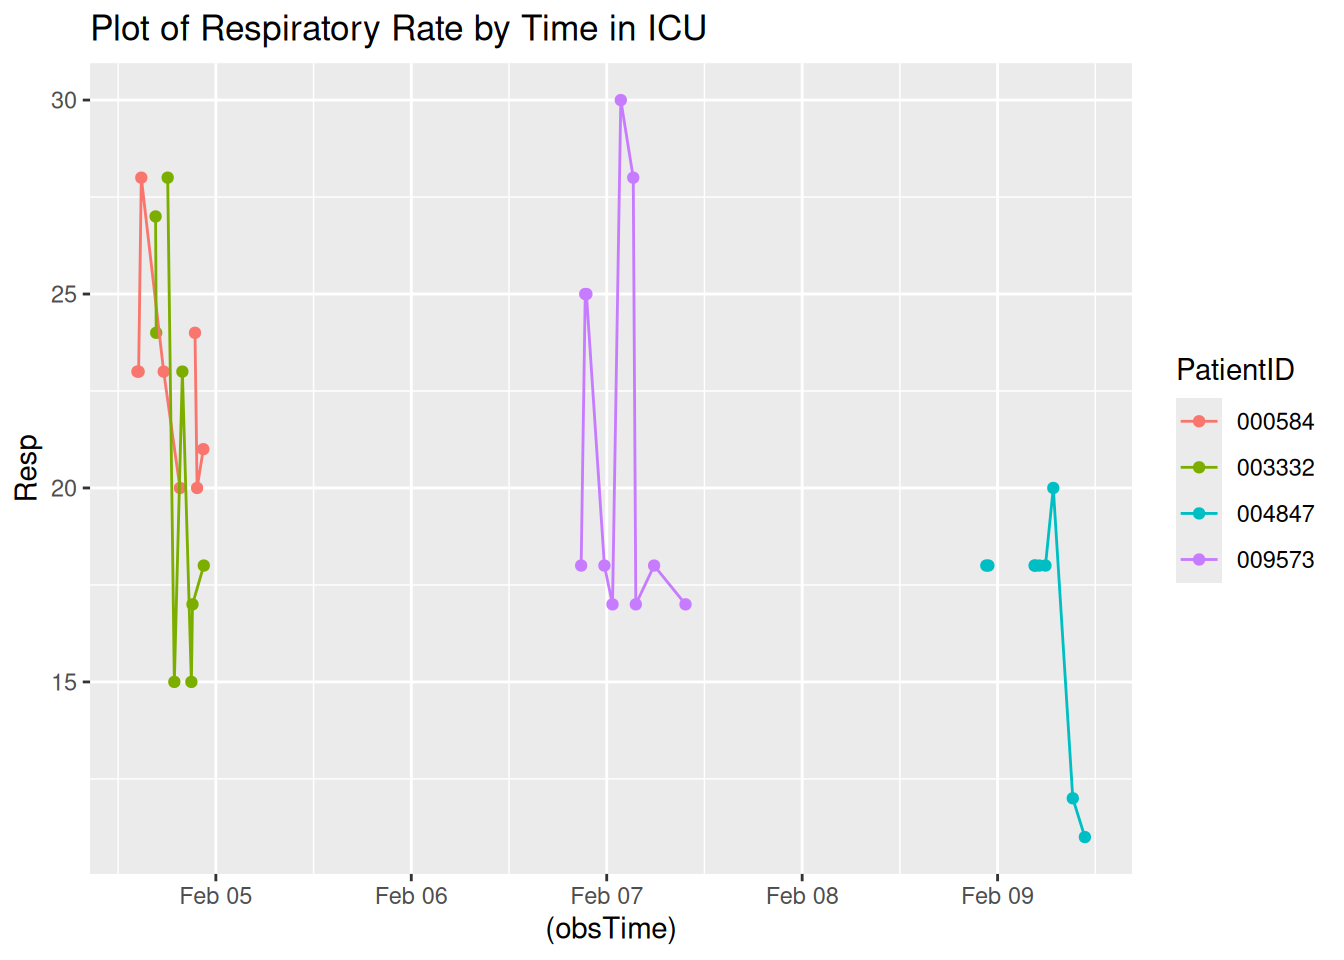 Plot of Respiratory Rate by Time in ICU
30
25
20
15
Resp
Feb 05
Feb 06
Feb 07
Feb 08
Feb 09
(obsTime)
PatientID
000584
003332
004847
009573